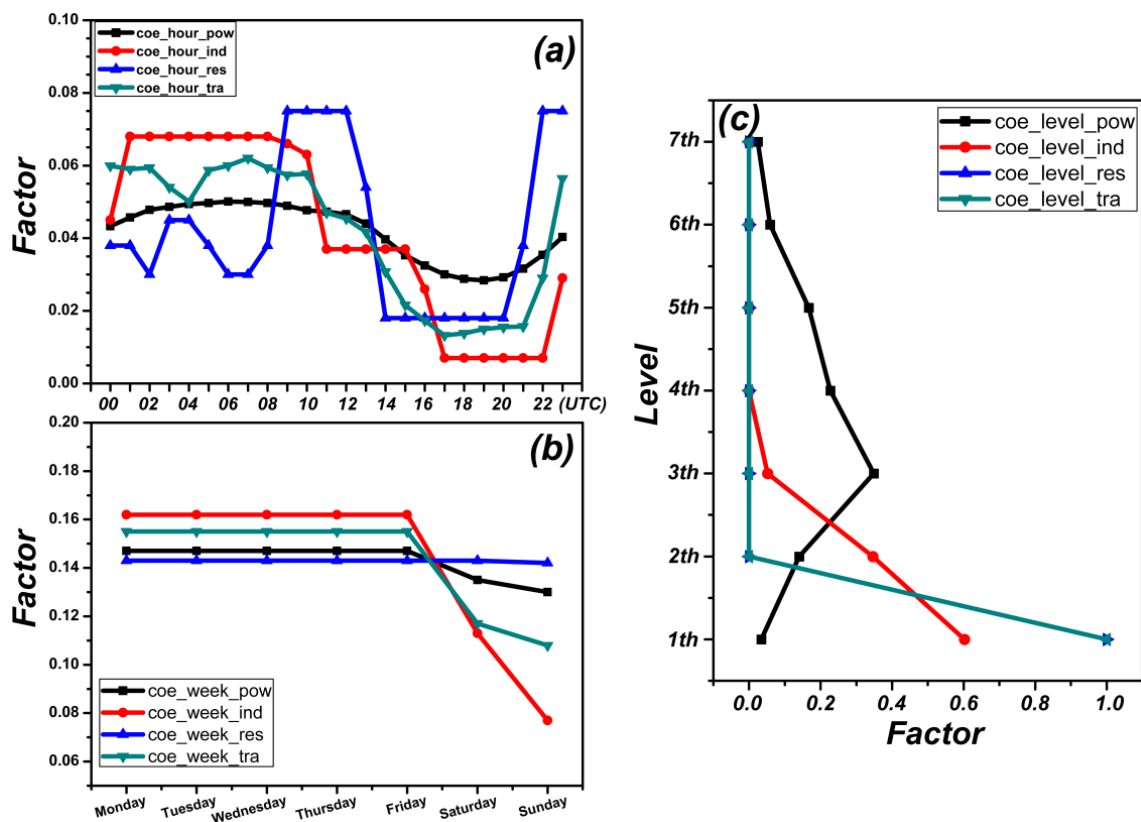 0.10
0.08
0.06
0.04
0.02
0.00
Factor
coe_hour_pow
coe_hour_ind
coe_hour_res
coe_hour_tra
(a)
00 02 04 06 08 10 12 14 16 18 20 22 (UTC)
0.20
0.18
0.16
0.14
0.12
0.10
0.08
0.06
Factor
(b)
coe_week_pow
coe_week_ind
coe_week_res
coe_week_tra
Monday Tuesday Wednesday Thursday Friday Saturday Sunday
(c)
coe_level_pow
coe_level_ind
coe_level_res
coe_level_tra
7th
6th
5th
4th
3th
2th
1th
Level
0.0 0.2 0.4 0.6 0.8 1.0
Factor